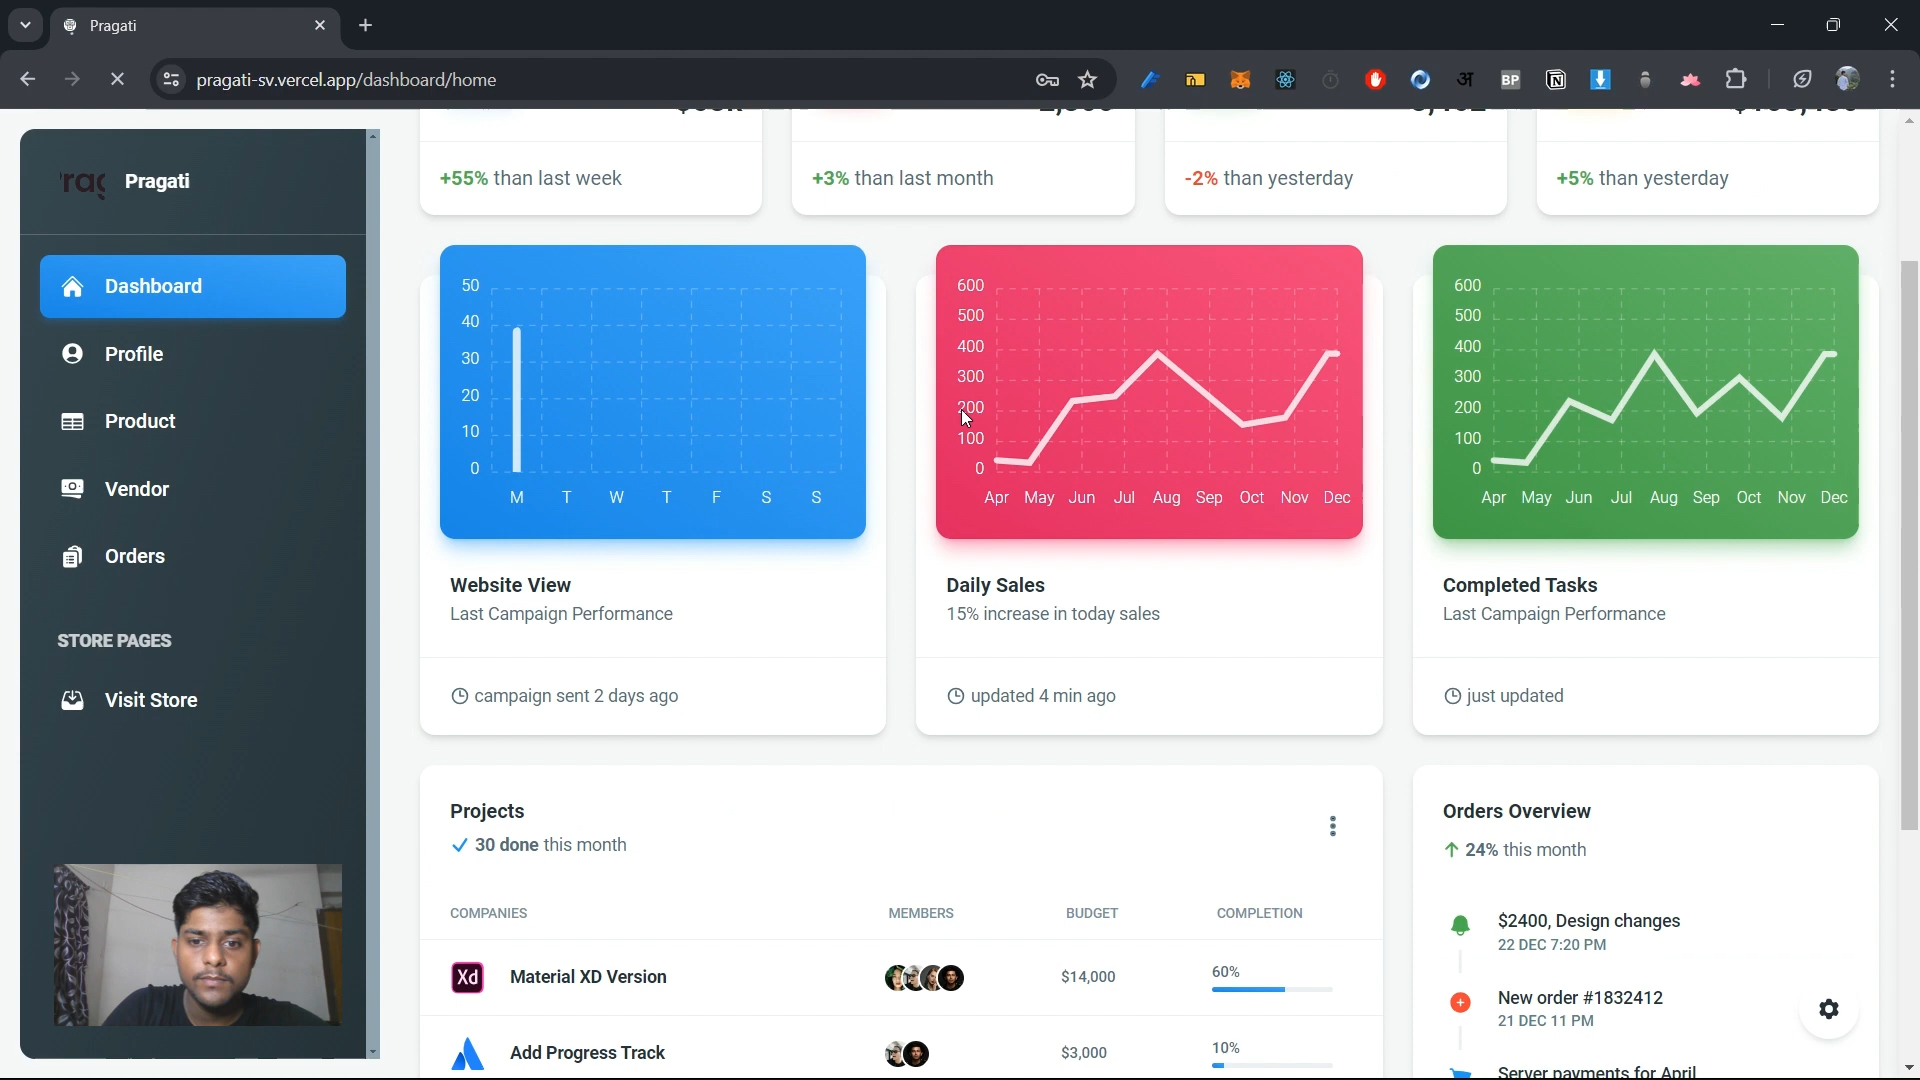 Pragati
pragati-sv.vercel.app/dashboard/home
अ
BP
Pragati
Dashboard
Profile
Product
Vendor
Orders
STORE PAGES
Visit Store
+55% than last week
+3% than last month
-2% than yesterday
+5% than yesterday
50
40
30
20
10
0
M T W T F S S
Website View
Last Campaign Performance
campaign sent 2 days ago
600
500
400
300
200
100
0
Apr May Jun Jul Aug Sep Oct Nov Dec
Daily Sales
15% increase in today sales
updated 4 min ago
600
500
400
300
200
100
0
Apr May Jun Jul Aug Sep Oct Nov Dec
Completed Tasks
Last Campaign Performance
just updated
Projects
30 done this month
COMPANIES MEMBERS BUDGET COMPLETION
Xd Material XD Version $14,000 60%
Add Progress Track $3,000 10%
Orders Overview
24% this month
$2400, Design changes
22 DEC 7:20 PM
New order #1832412
21 DEC 11 PM
Server payments for April